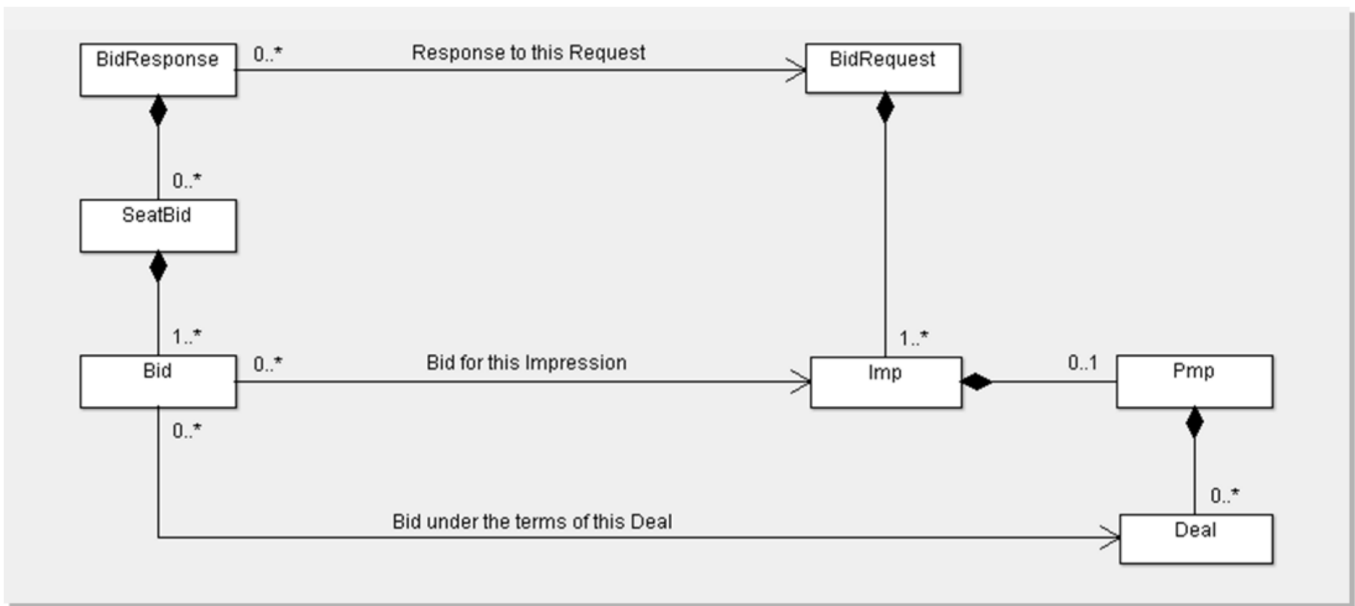 BidResponse
0..*
Response to this Request
BidRequest
0..*
SeatBid
1..*
Bid
0..*
Bid for this Impression
1..*
Imp
0..1
Pmp
0..*
0..*
Bid under the terms of this Deal
Deal